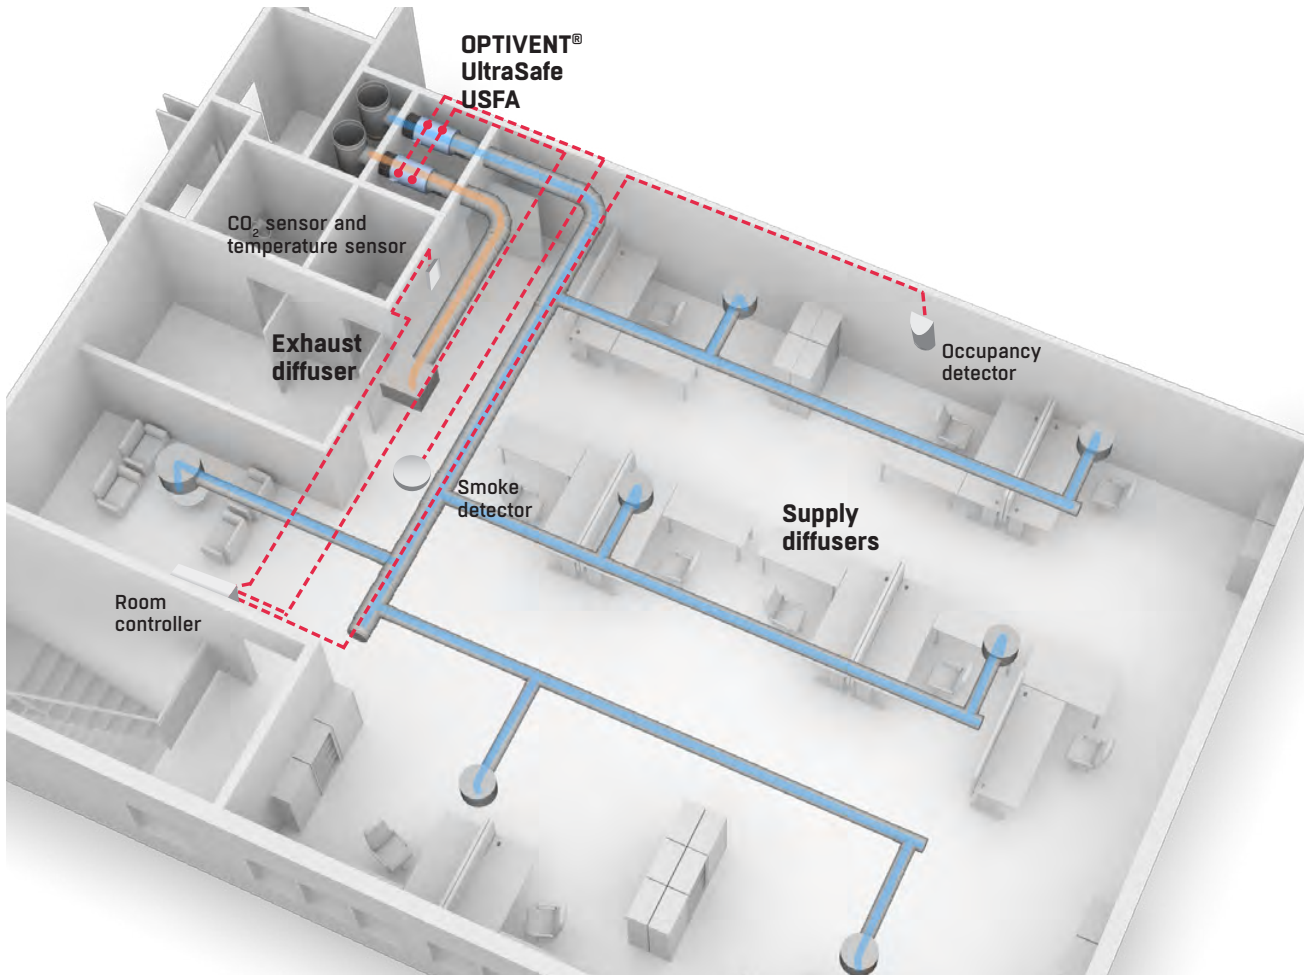 OPTIVENT®
UltraSafe
USFA
CO₂ sensor and
temperature sensor
Exhaust
diffuser
Occupancy
detector
Smoke
detector
Supply
diffusers
Room
controller